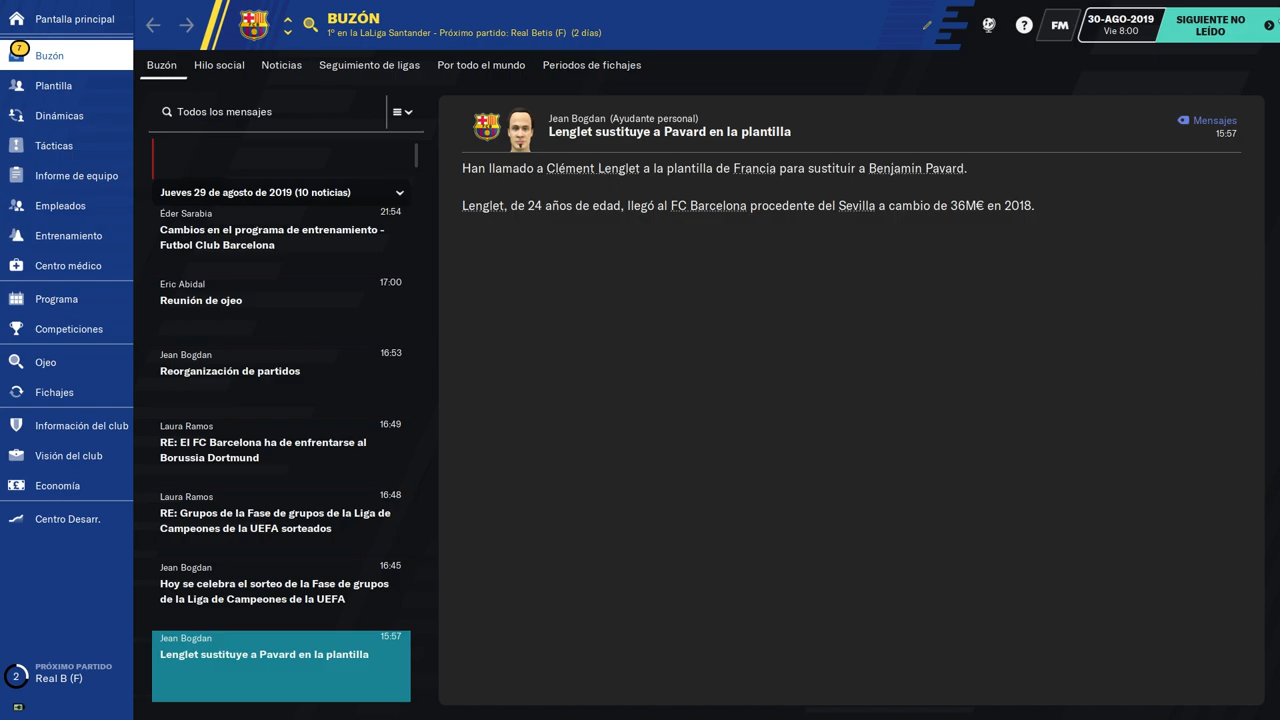 Pantalla principal
7
Buzón
Plantilla
Dinámicas
Tácticas
Informe de equipo
Empleados
Entrenamiento
Centro médico
Programa
Competiciones
Ojeo
Fichajes
Información del club
Visión del club
Economía
Centro Desarr.
2
PRÓXIMO PARTIDO
Real B (F)
BUZÓN
1º en la LaLiga Santander - Próximo partido: Real Betis (F) (2 días)
?
FM
30-AGO-2019
Vie 8:00
SIGUIENTE NO
LEÍDO
Buzón Hilo social Noticias Seguimiento de ligas Por todo el mundo Periodos de fichajes
Todos los mensajes
Jueves 29 de agosto de 2019 (10 noticias)
Éder Sarabia 21:54
Cambios en el programa de entrenamiento -
Futbol Club Barcelona
Eric Abidal 17:00
Reunión de ojeo
Jean Bogdan 16:53
Reorganización de partidos
Laura Ramos 16:49
RE: El FC Barcelona ha de enfrentarse al
Borussia Dortmund
Laura Ramos 16:48
RE: Grupos de la Fase de grupos de la Liga de
Campeones de la UEFA sorteados
Jean Bogdan 16:45
Hoy se celebra el sorteo de la Fase de grupos
de la Liga de Campeones de la UEFA
Jean Bogdan 15:57
Lenglet sustituye a Pavard en la plantilla
Jean Bogdan (Ayudante personal)
Lenglet sustituye a Pavard en la plantilla
Mensajes
15:57
Han llamado a Clément Lenglet a la plantilla de Francia para sustituir a Benjamin Pavard.
Lenglet, de 24 años de edad, llegó al FC Barcelona procedente del Sevilla a cambio de 36M€ en 2018.